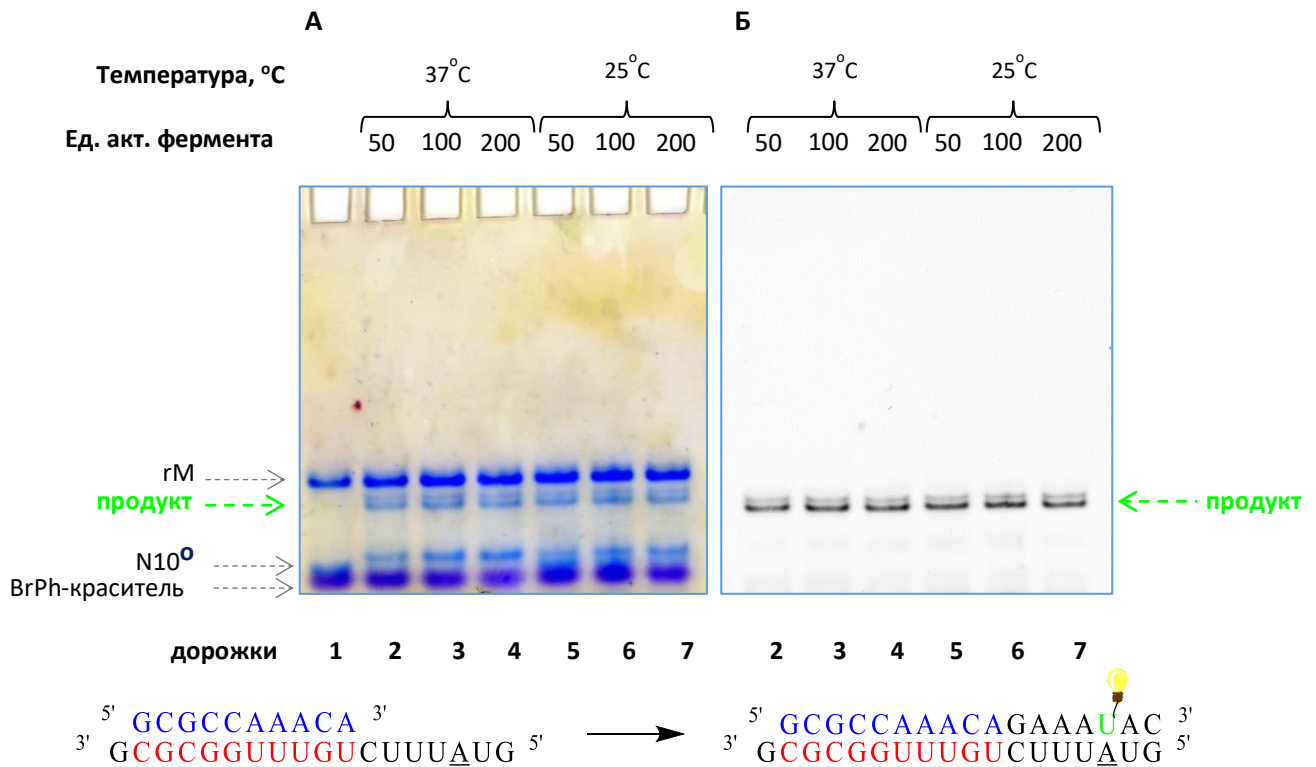 А Б
Температура, °C 37°C 25°C 37°C 25°C
Ед. акт. фермента 50 100 200 50 100 200 50 100 200 50 100 200
rM
продукт продукт
N10°
BrPh-краситель
дорожки 1 2 3 4 5 6 7 2 3 4 5 6 7
5' GCGCCAAACA 3' 5' GCGCCAAACAGAAAUAC 3'
3' GCGCGGUUUGUCUUUAUG 5' 3' GCGCGGUUUGUCUUUAUG 5'